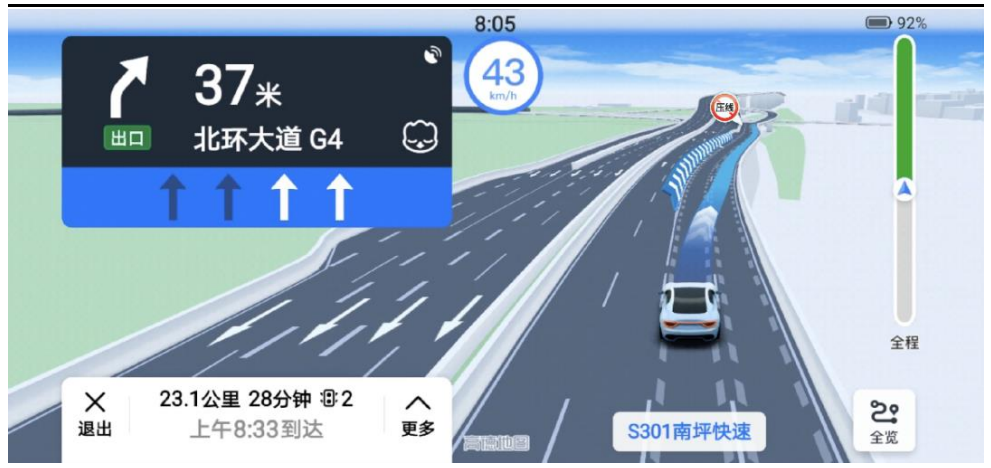 8:05
92%
37米
43
km/h
出口
北环大道 G4
压线
全程
23.1公里 28分钟 2
退出
上午8:33到达
更多
S301南坪快速
全览
高德地图